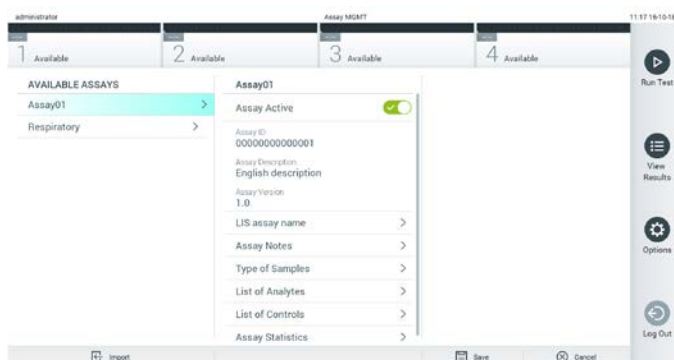 administrator Assay MGMT 11:17 16-10-18
1 Available 2 Available 3 Available 4 Available
Run Test
View Results
Options
Log Out
AVAILABLE ASSAYS
Assay01
Respiratory
Assay01
Assay Active
Assay ID
00000000000001
Assay Description
English description
Assay Version
1.0
LIS assay name
Assay Notes
Type of Samples
List of Analytes
List of Controls
Assay Statistics
Import Save Cancel